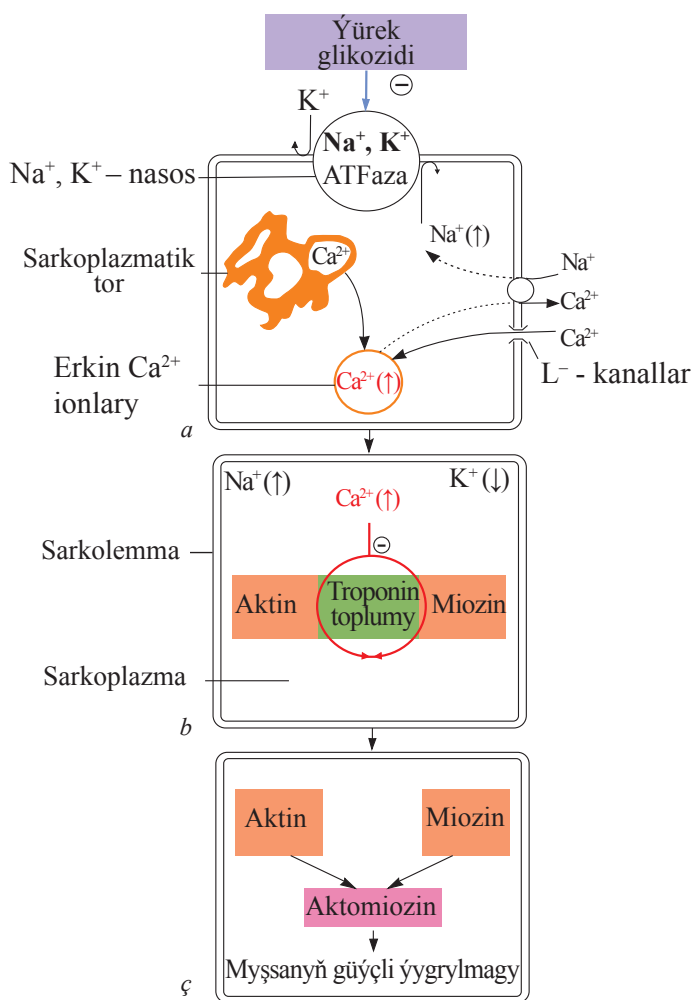 Ýürek
glikozidi
⊖
K⁺
Na⁺, K⁺
ATFaza
Na⁺, K⁺ – nasos
Na⁺(↑)
Sarkoplazmatik
tor
Ca²⁺
Na⁺
Ca²⁺
Ca²⁺
Erkin Ca²⁺
ionlary
Ca²⁺(↑)
L⁻ - kanallar
a
Na⁺(↑)
K⁺(↓)
Ca²⁺(↑)
⊖
Sarkolemma
Aktin
Troponin
toplumy
Miozin
Sarkoplazma
b
Aktin
Miozin
Aktomiozin
Myşsanyň güýçli ýygrylmagy
ç